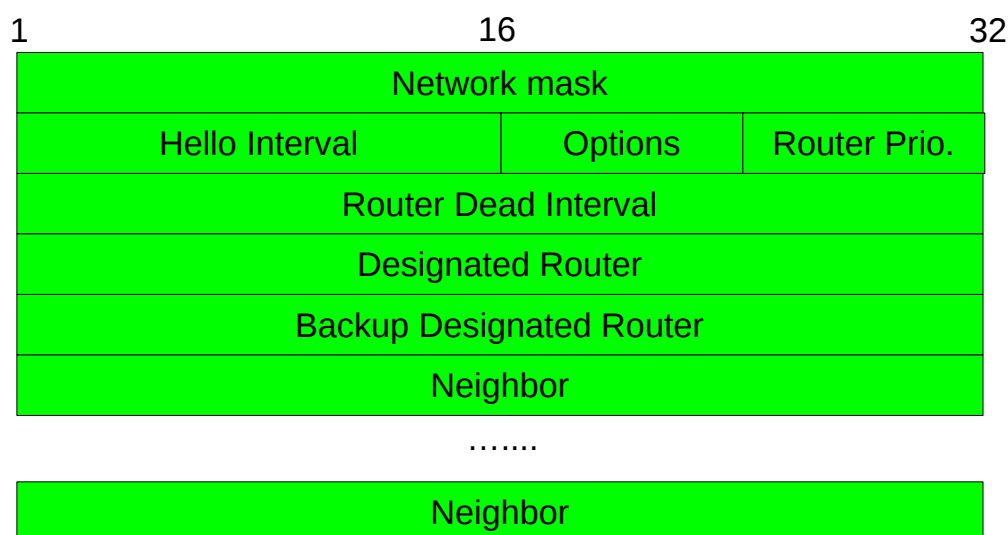 1 16 32
Network mask
Hello Interval Options Router Prio.
Router Dead Interval
Designated Router
Backup Designated Router
Neighbor
…....
Neighbor